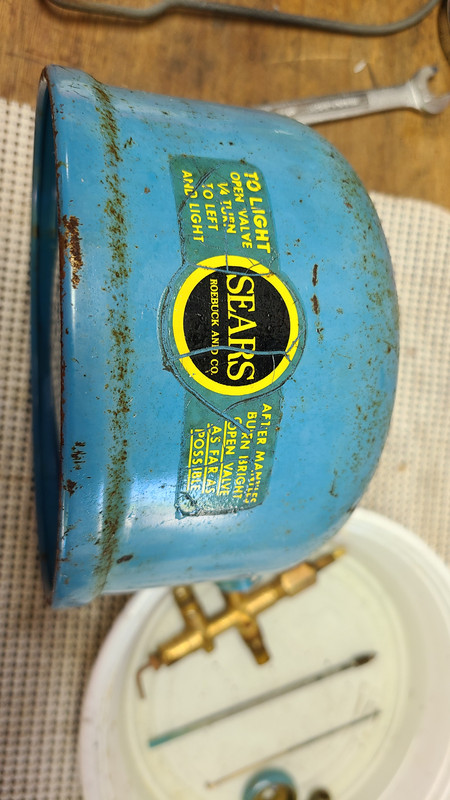 TO LIGHT
OPEN VALVE
1/4 TURN
TO LEFT
AND LIGHT
SEARS
ROEBUCK AND CO.
AFTER MANTLES
BURN BRIGHT
OPEN VALVE
AS FAR AS
POSSIBLE